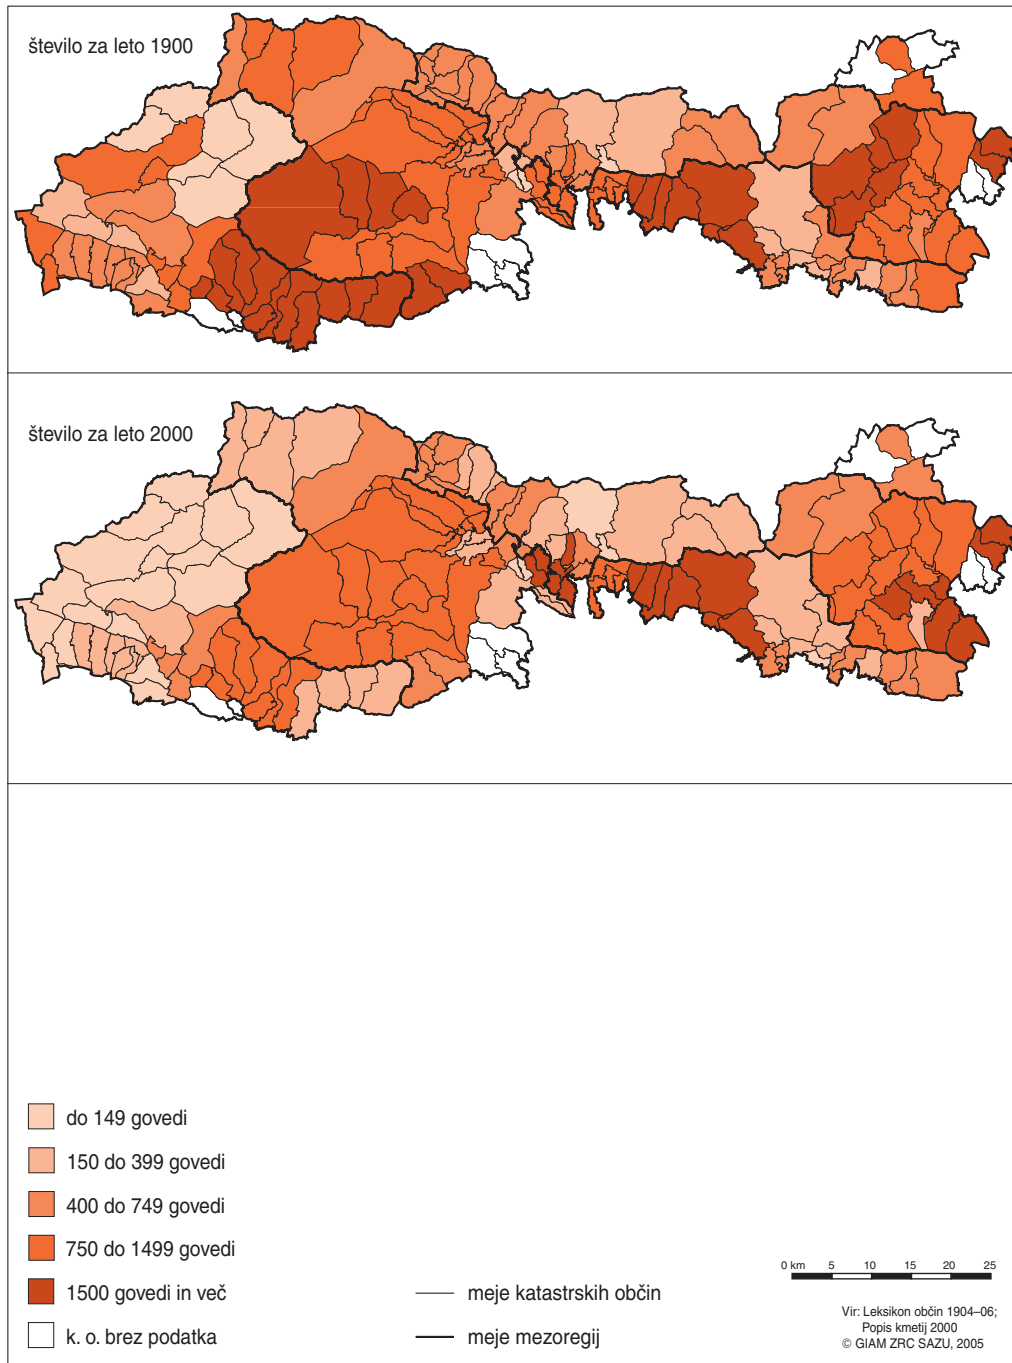 število za leto 1900
število za leto 2000
do 149 govedi
150 do 399 govedi
400 do 749 govedi
750 do 1499 govedi
1500 govedi in več
k. o. brez podatka
meje katastrskih občin
meje mezoregij
0 km 5 10 15 20 25
Vir: Leksikon občin 1904–06;
Popis kmetij 2000
© GIAM ZRC SAZU, 2005